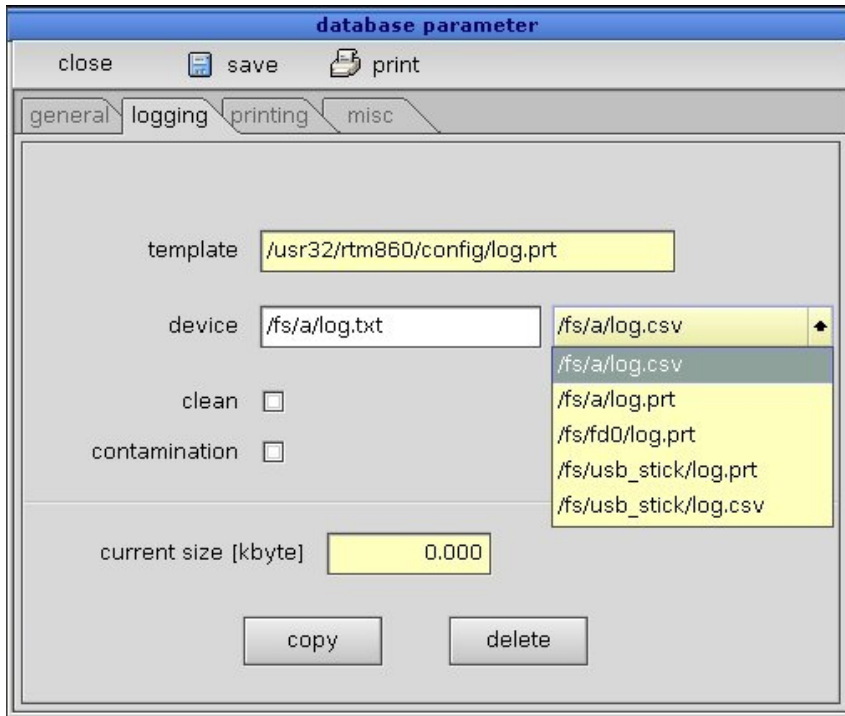 database parameter
close save print
general logging printing misc
template /usr32/rtm860/config/log.prt
device /fs/a/log.txt /fs/a/log.csv
/fs/a/log.csv
clean /fs/a/log.prt
/fs/fd0/log.prt
contamination /fs/usb_stick/log.prt
/fs/usb_stick/log.csv
current size [kbyte] 0.000
copy delete